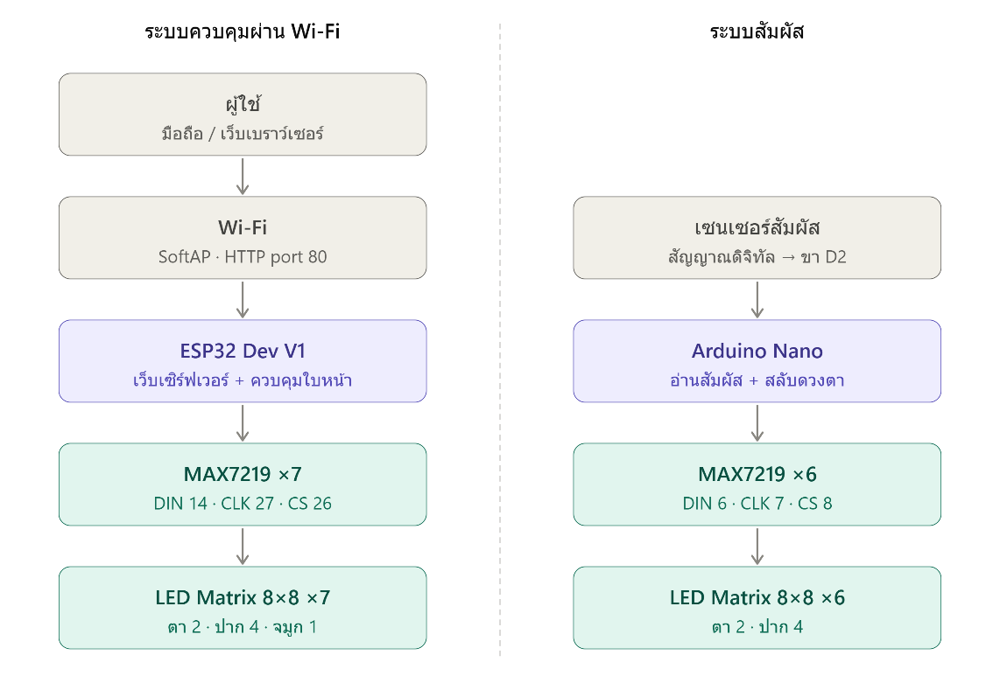 ระบบควบคุมผ่าน Wi-Fi
ผู้ใช้
มือถือ / เว็บเบราว์เซอร์
Wi-Fi
SoftAP · HTTP port 80
ESP32 Dev V1
เว็บเซิร์ฟเวอร์ + ควบคุมใบหน้า
MAX7219 ×7
DIN 14 · CLK 27 · CS 26
LED Matrix 8×8 ×7
ตา 2 · ปาก 4 · จมูก 1
ระบบสัมผัส
เซนเซอร์สัมผัส
สัญญาณดิจิทัล → ขา D2
Arduino Nano
อ่านสัมผัส + สลับดวงตา
MAX7219 ×6
DIN 6 · CLK 7 · CS 8
LED Matrix 8×8 ×6
ตา 2 · ปาก 4